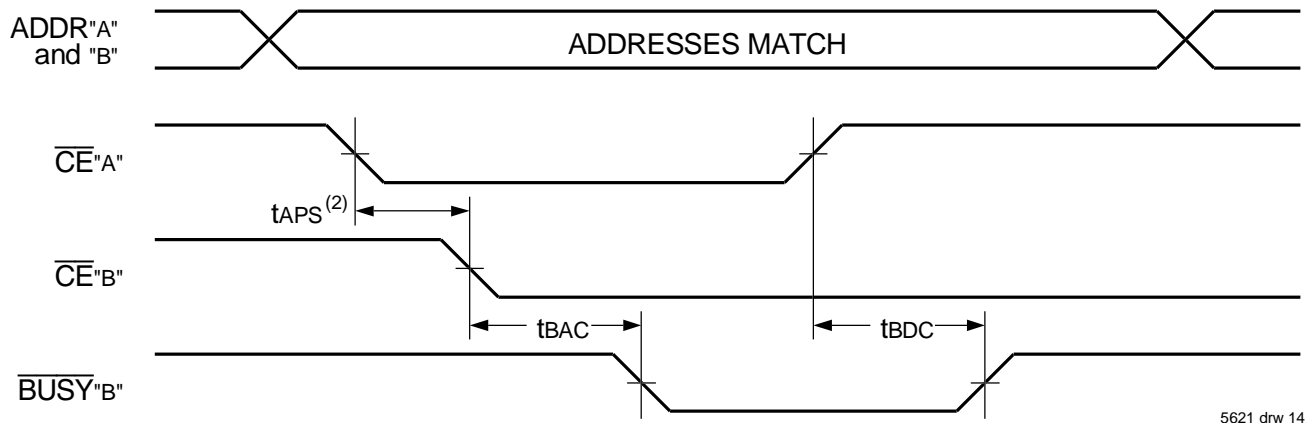 ADDR"A"
and "B"
ADDRESSES MATCH
CE"A"
tAPS(2)
CE"B"
tBAC
tBDC
BUSY"B"
5621 drw 14